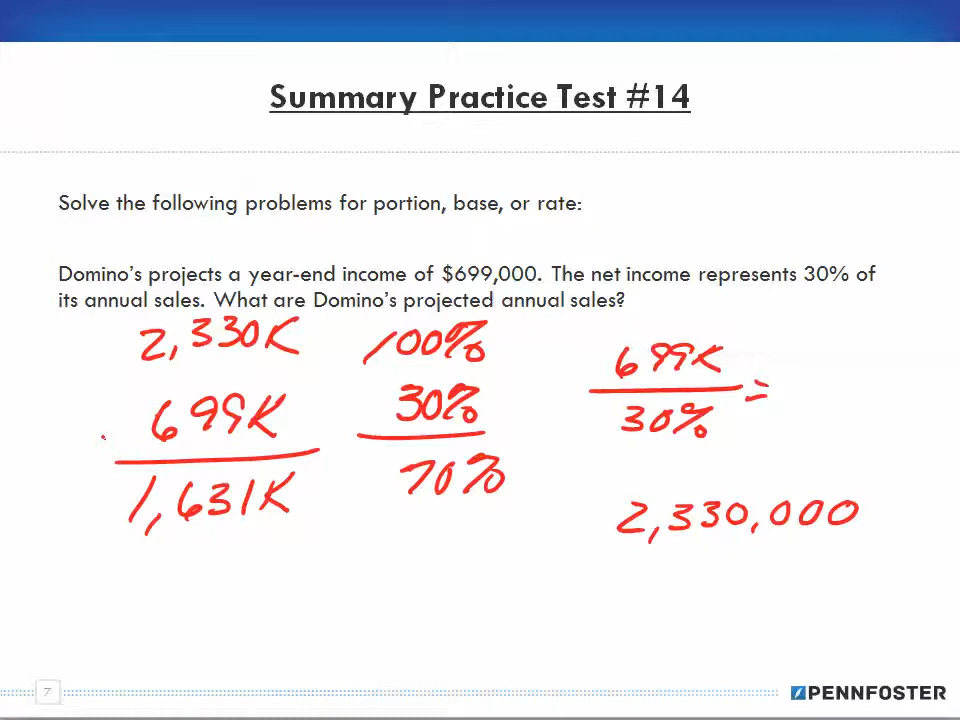 Summary Practice Test #14
Solve the following problems for portion, base, or rate:
Domino's projects a year-end income of $699,000. The net income represents 30% of
its annual sales. What are Domino's projected annual sales?
2,330K 100%
699K 30%
1,631K 70%
699K
30% =
2,330,000
7
PENNFOSTER